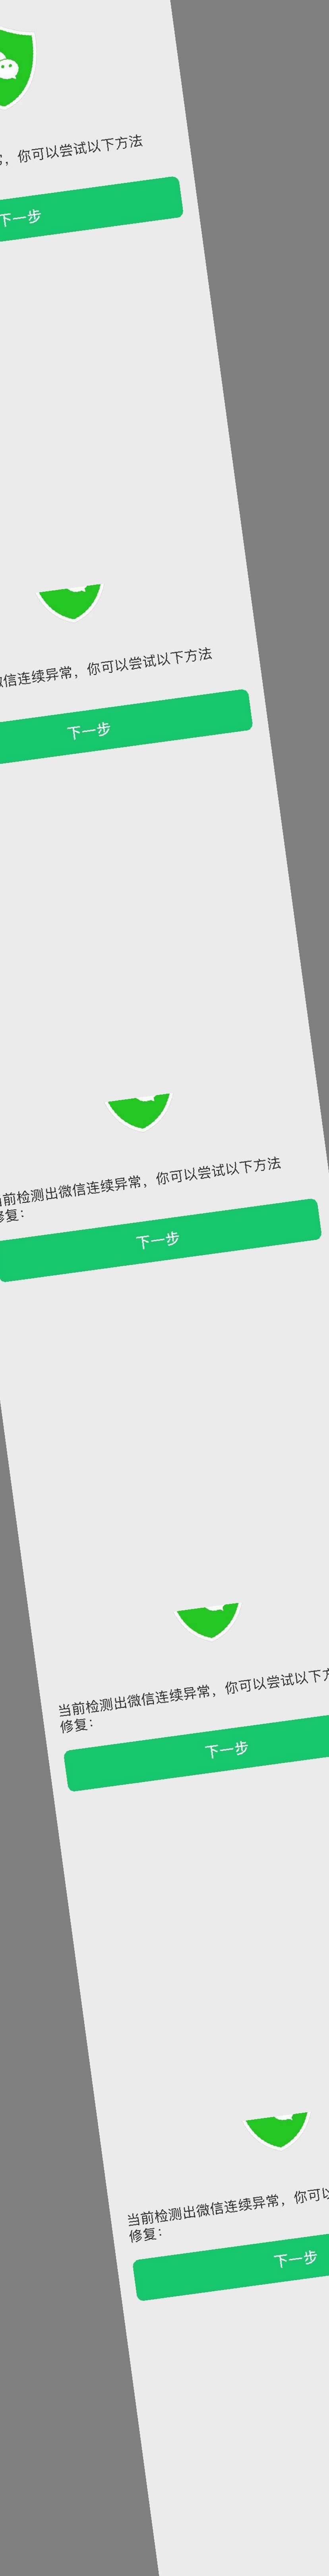 常，你可以尝试以下方法
下一步
微信连续异常，你可以尝试以下方法
下一步
当前检测出微信连续异常，你可以尝试以下方法
修复：
下一步
当前检测出微信连续异常，你可以尝试以下方
修复：
下一步
当前检测出微信连续异常，你可以
修复：
下一步